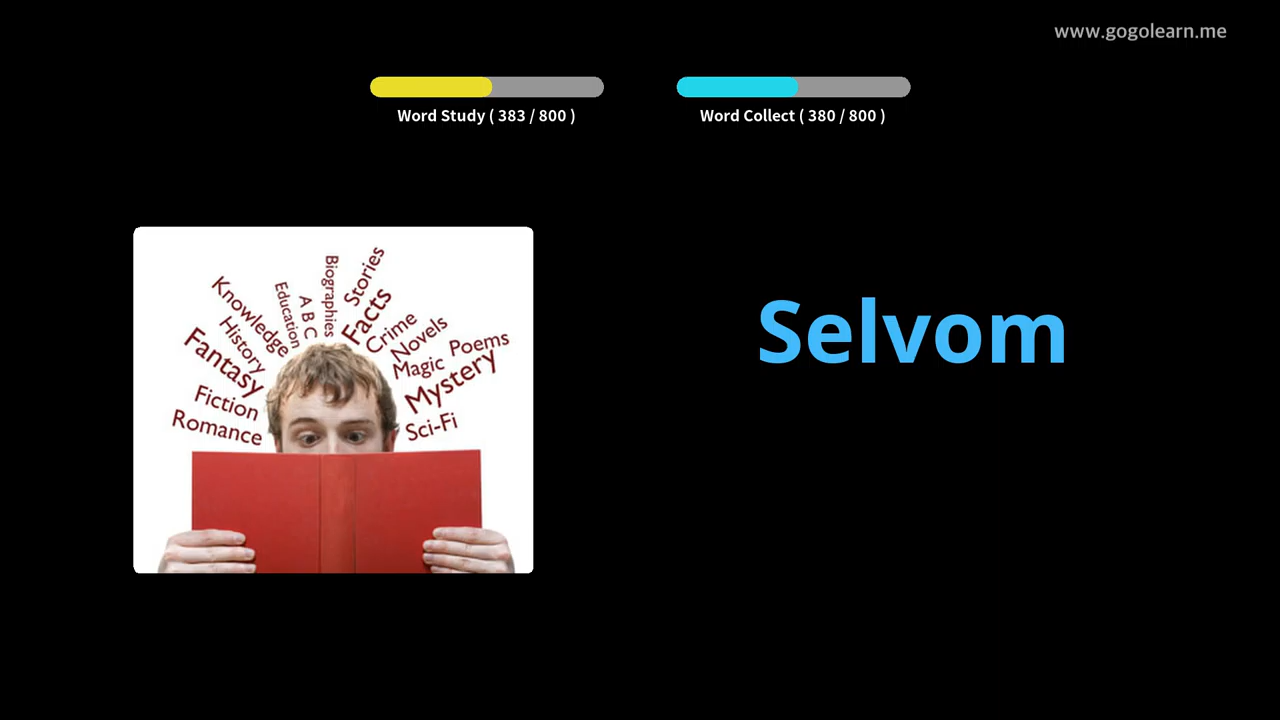 www.gogolearn.me
Word Study ( 383 / 800 )
Word Collect ( 380 / 800 )
Selvom
Stories
Biographies
Facts
A B C
Education
Knowledge
History
Crime
Novels
Fantasy
Magic
Poems
Mystery
Fiction
Romance
Sci-Fi